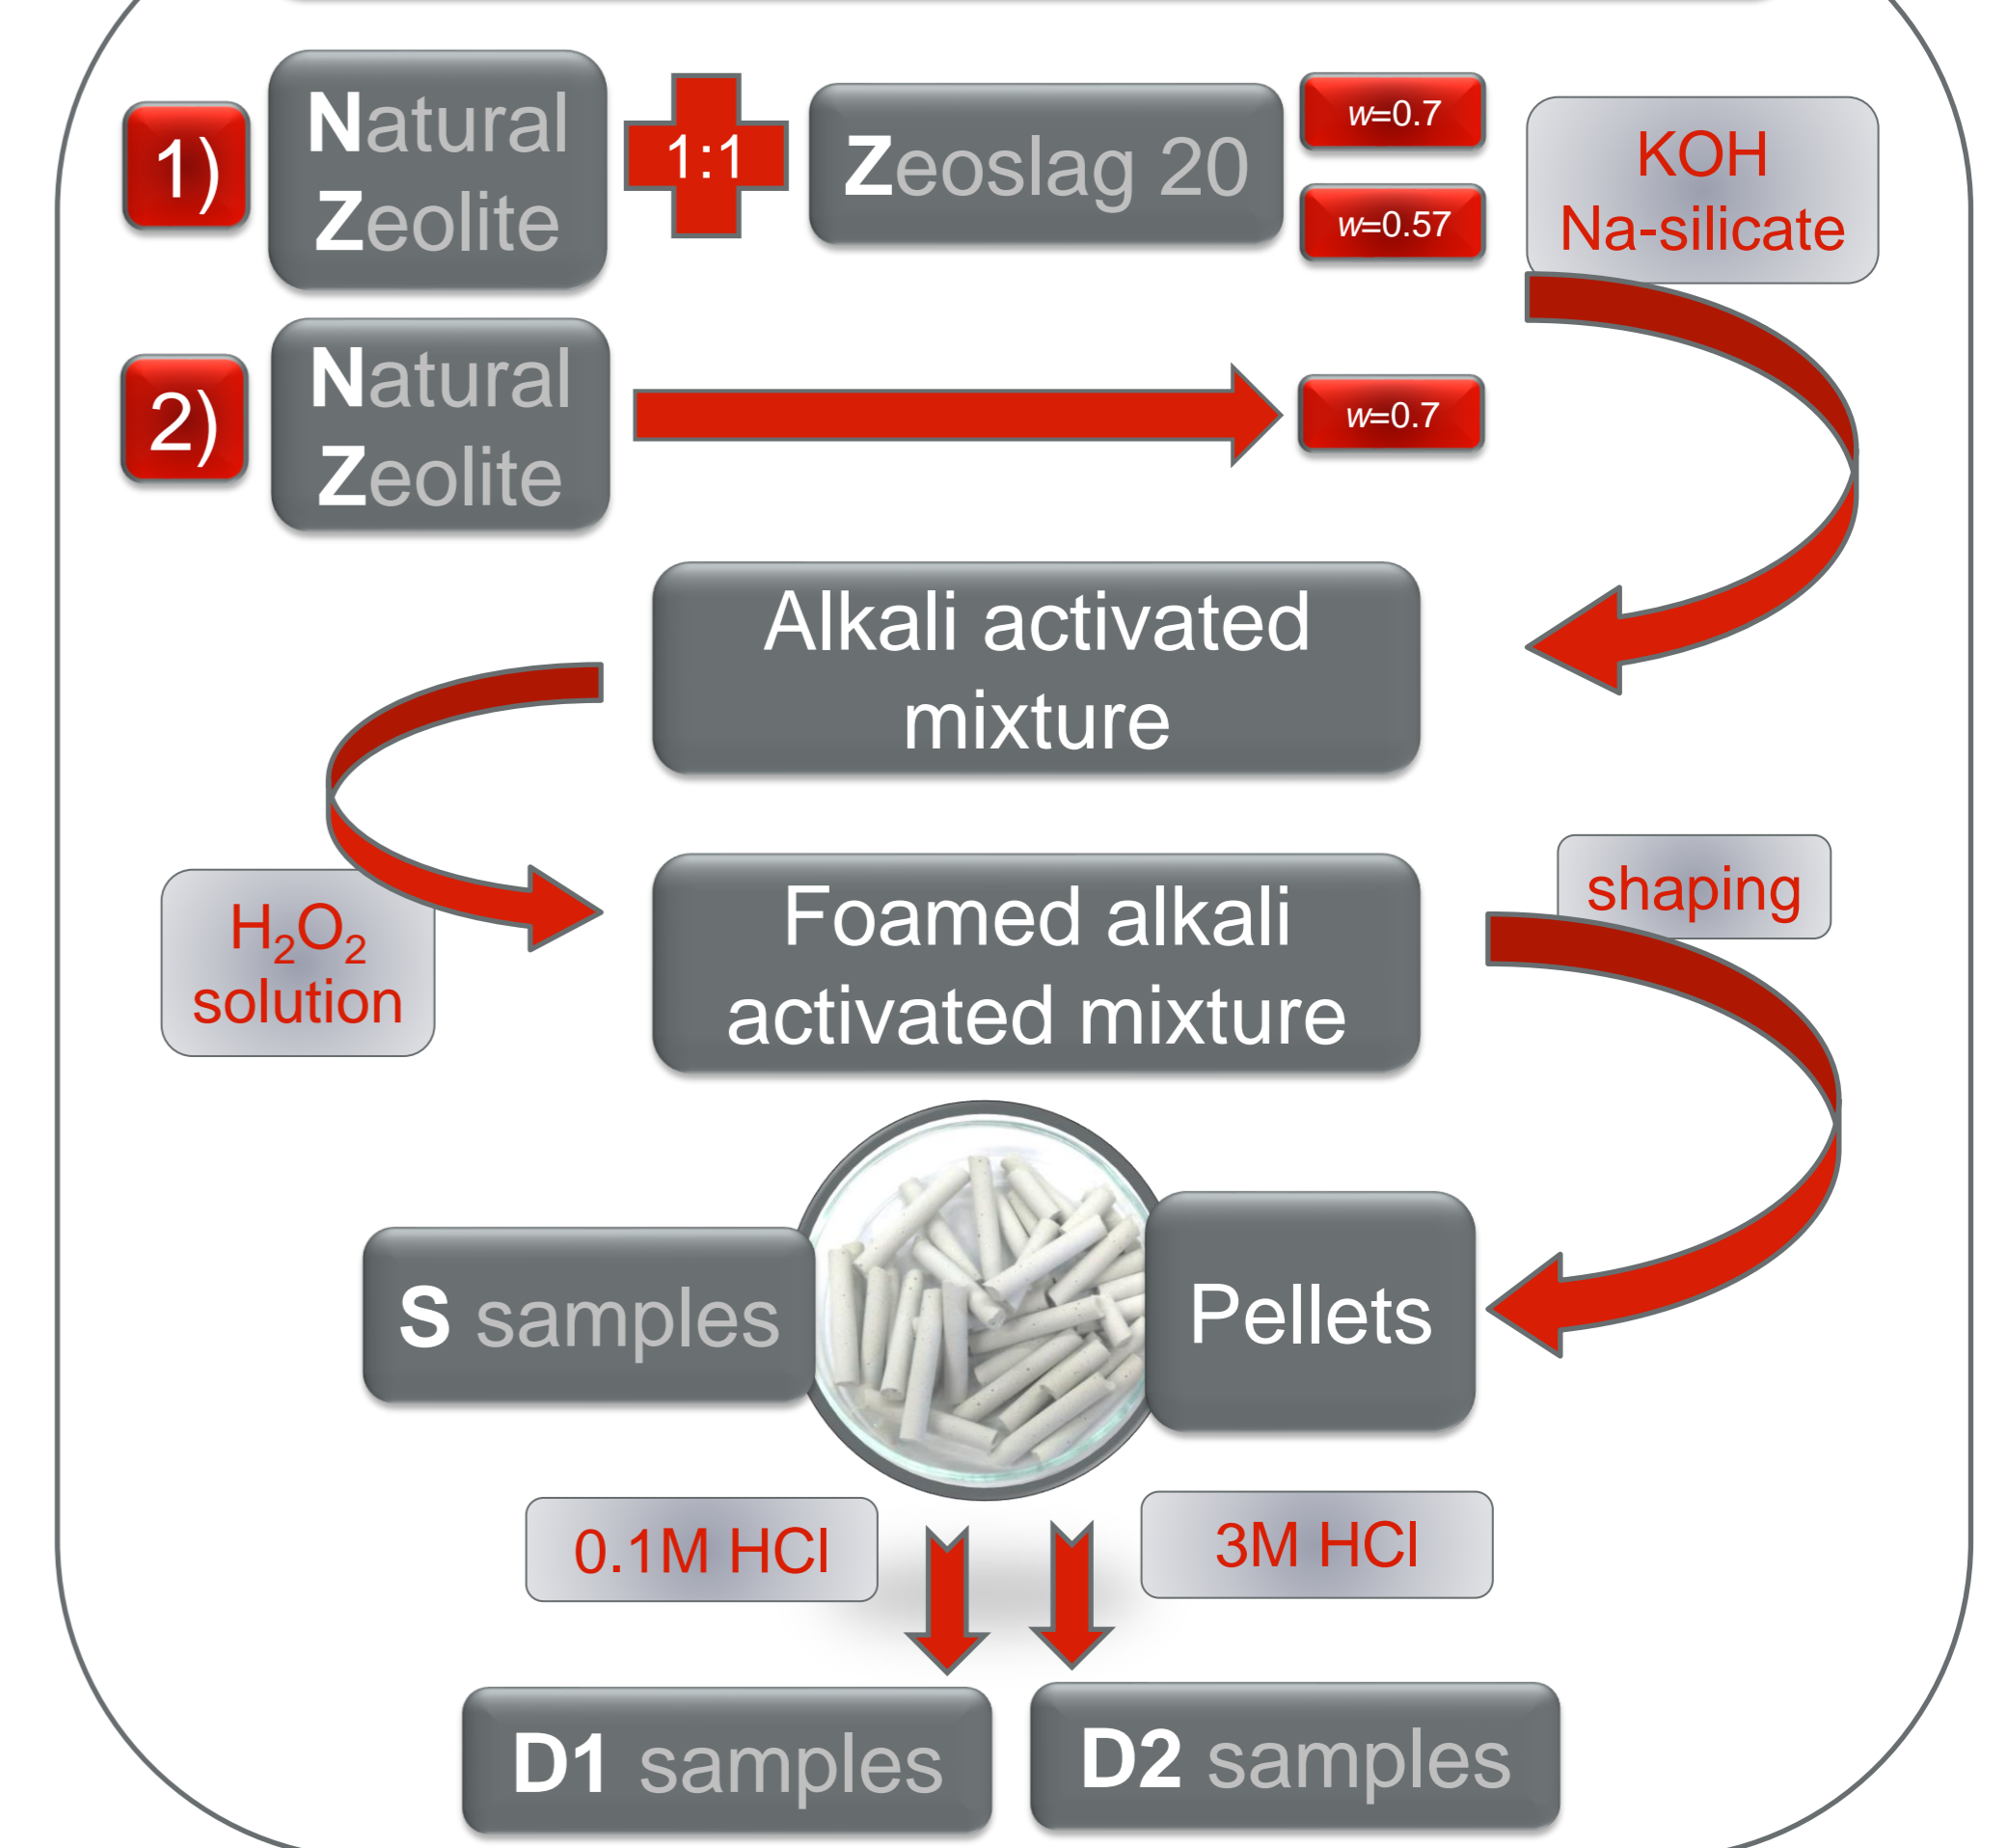 1)
Natural
Zeolite
1:1
Zeoslag 20
w=0.7
w=0.57
KOH
Na-silicate
2)
Natural
Zeolite
w=0.7
Alkali activated
mixture
H₂O₂
solution
Foamed alkali
activated mixture
shaping
S samples
Pellets
0.1M HCl
3M HCl
D1 samples
D2 samples